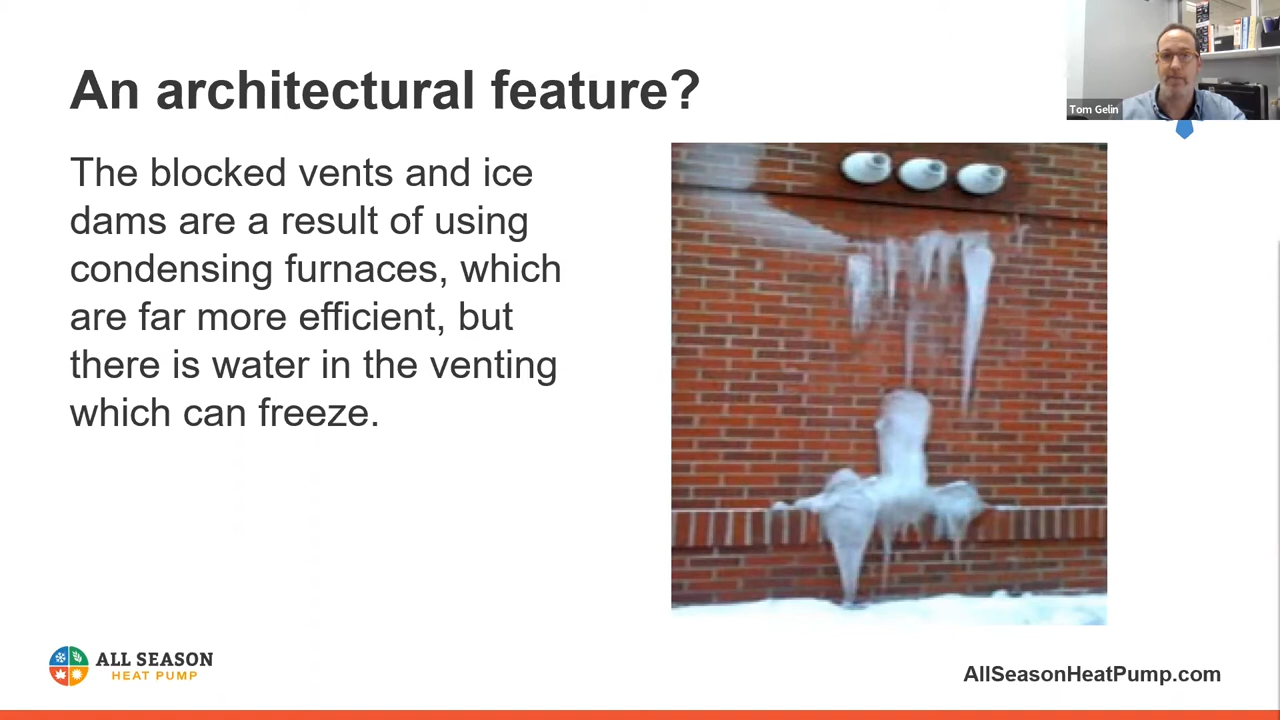 An architectural feature?
Tom Gelin
The blocked vents and ice
dams are a result of using
condensing furnaces, which
are far more efficient, but
there is water in the venting
which can freeze.
ALL SEASON
HEAT PUMP
AllSeasonHeatPump.com